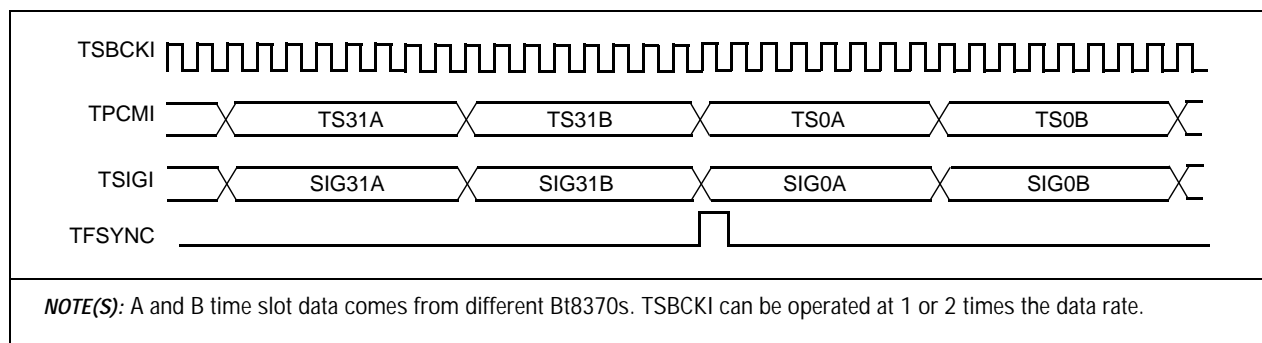 TSBCKI
TPCMI TS31A TS31B TS0A TS0B
TSIGI SIG31A SIG31B SIG0A SIG0B
TFSYNC
NOTE(S): A and B time slot data comes from different Bt8370s. TSBCKI can be operated at 1 or 2 times the data rate.